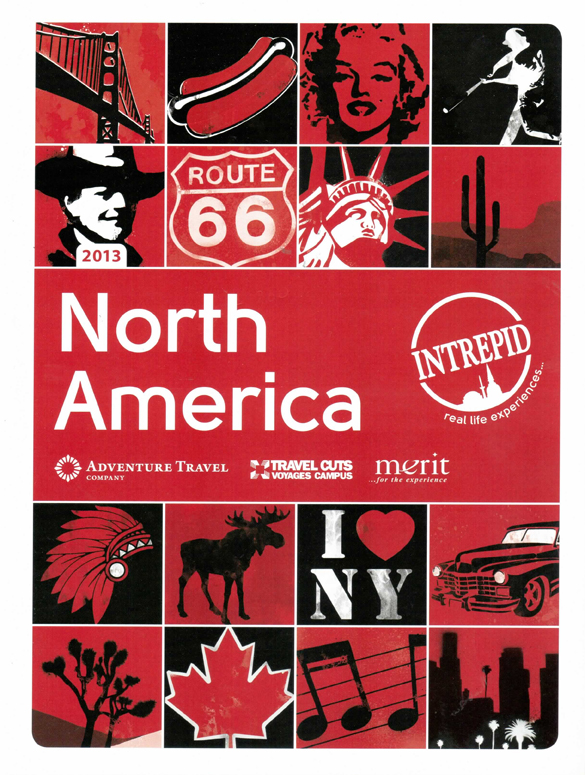 ROUTE
66
2013
North
America
INTREPID
real life experiences...
ADVENTURE TRAVEL
COMPANY
TRAVEL CUTS
VOYAGES CAMPUS
merit
...for the experience
I
NY